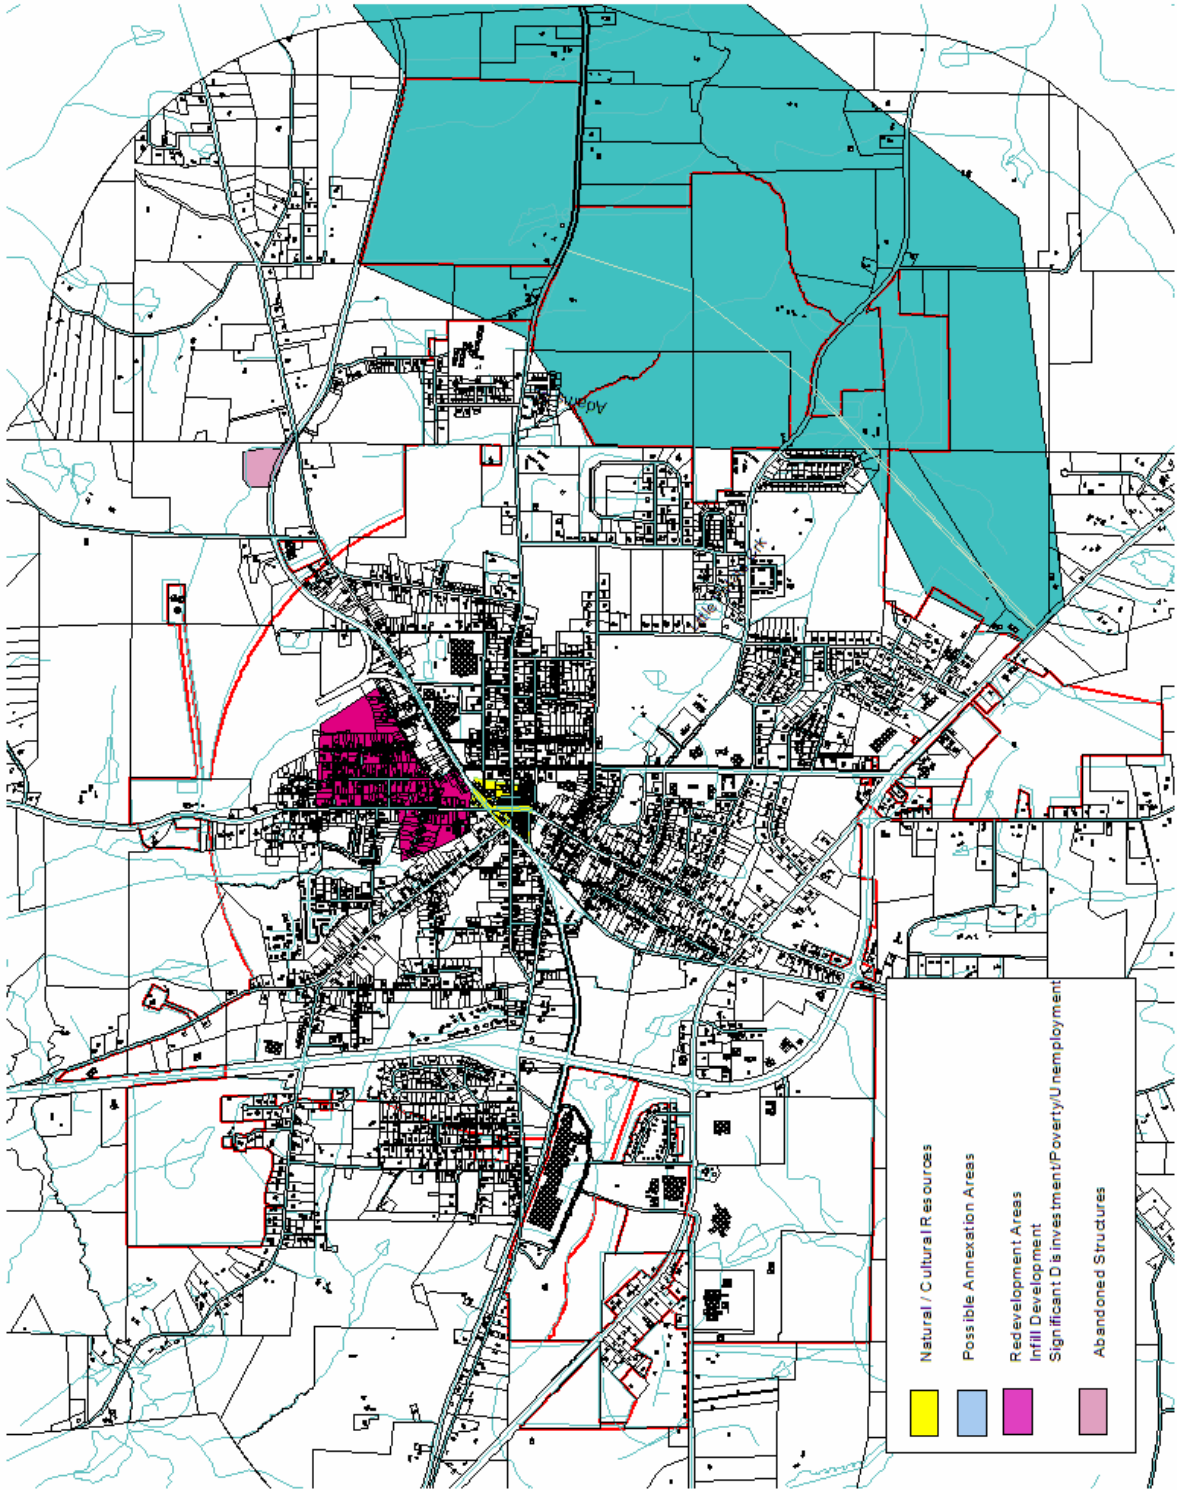 Natural / Cultural Resources
Possible Annexation Areas
Redevelopment Areas
Infill Development
Significant Disinvestment/Poverty/Unemployment
Abandoned Structures